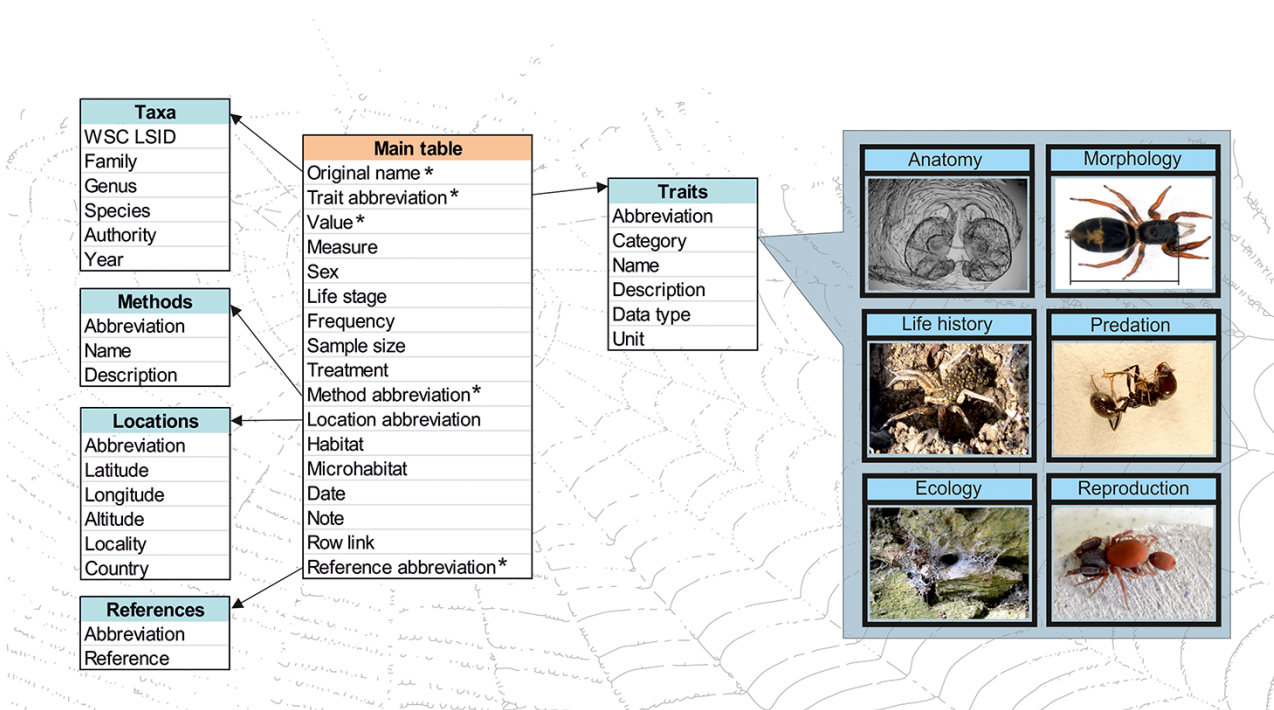 Taxa
WSC LSID
Family
Genus
Species
Authority
Year
Methods
Abbreviation
Name
Description
Locations
Abbreviation
Latitude
Longitude
Altitude
Locality
Country
References
Abbreviation
Reference
Main table
Original name *
Trait abbreviation *
Value *
Measure
Sex
Life stage
Frequency
Sample size
Treatment
Method abbreviation *
Location abbreviation
Habitat
Microhabitat
Date
Note
Row link
Reference abbreviation *
Traits
Abbreviation
Category
Name
Description
Data type
Unit
Anatomy
Morphology
Life history
Predation
Ecology
Reproduction